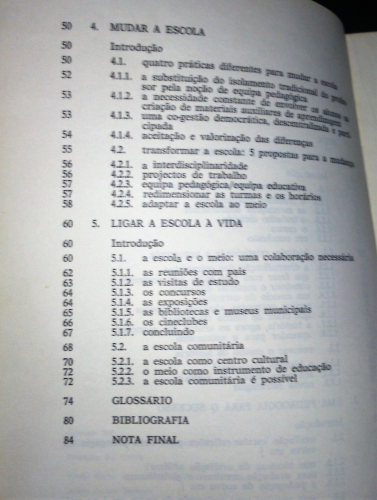 50 4. MUDAR A ESCOLA
50 Introdução
50 4.1. quatro práticas diferentes para mudar a escola
52 4.1.1. a substituição do isolamento tradicional do profes-
sor pela noção de equipa pedagógica
53 4.1.2. a necessidade constante de envolver os alunos na
criação de materiais auxiliares de aprendizagem
53 4.1.3. uma co-gestão democrática, descentralizada e parti-
cipada
54 4.1.4. aceitação e valorização das diferenças
55 4.2. transformar a escola: 5 propostas para a mudança
56 4.2.1. a interdisciplinaridade
56 4.2.2. projectos de trabalho
57 4.2.3. equipa pedagógica/equipa educativa
57 4.2.4. redimensionar as turmas e os horários
58 4.2.5. adaptar a escola ao meio
60 5. LIGAR A ESCOLA À VIDA
60 Introdução
60 5.1. a escola e o meio: uma colaboração necessária
62 5.1.1. as reuniões com pais
63 5.1.2. as visitas de estudo
64 5.1.3. os concursos
64 5.1.4. as exposições
65 5.1.5. as bibliotecas e museus municipais
66 5.1.6. os cineclubes
67 5.1.7. concluindo
68 5.2. a escola comunitária
70 5.2.1. a escola como centro cultural
72 5.2.2. o meio como instrumento de educação
72 5.2.3. a escola comunitária é possível
74 GLOSSÁRIO
80 BIBLIOGRAFIA
84 NOTA FINAL